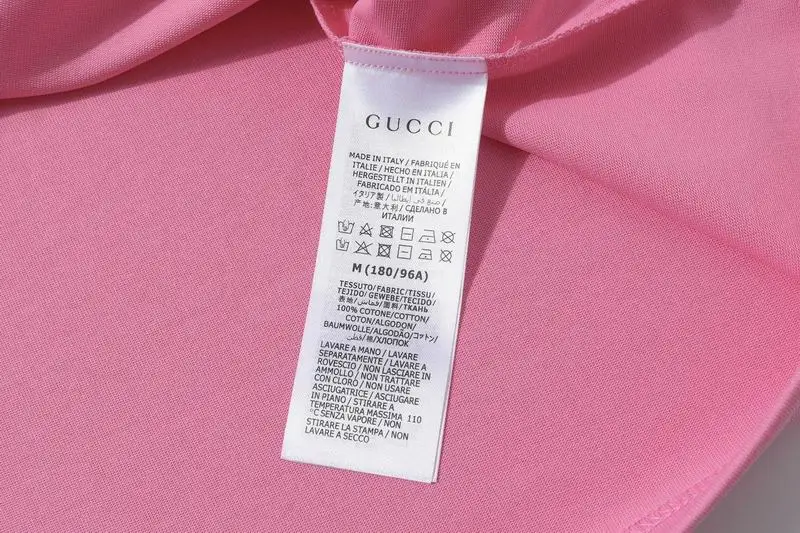 GUCCI
MADE IN ITALY / FABRIQUÉ EN
ITALIE / HECHO EN ITALIA /
HERGESTELLT IN ITALIEN /
FABRICADO EM ITÁLIA /
イタリア製 / صنع في إيطاليا /
产地:意大利 / СДЕЛАНО В
ИТАЛИИ
M (180/96A)
TESSUTO/FABRIC/TISSU/
TEJIDO/ GEWEBE/TECIDO/
表地/قماش/面料/ТКАНЬ
100% COTONE/COTTON/
COTON/ALGODON/
BAUMWOLLE/ALGODÃO/コットン/
قطن/棉/ХЛОПОК
LAVARE A MANO / LAVARE
SEPARATAMENTE / LAVARE A
ROVESCIO / NON LASCIARE IN
AMMOLLO / NON TRATTARE
CON CLORO / NON USARE
ASCIUGATRICE / ASCIUGARE
IN PIANO / STIRARE A
TEMPERATURA MASSIMA 110
°C SENZA VAPORE / NON
STIRARE LA STAMPA / NON
LAVARE A SECCO